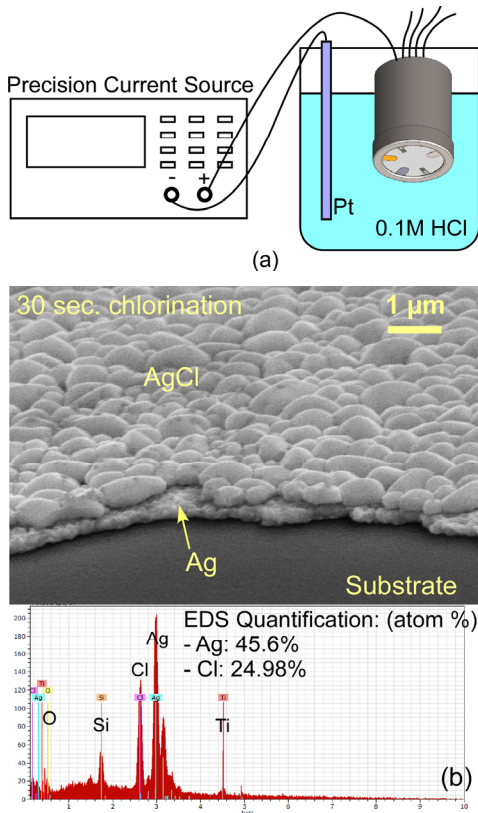 Precision Current Source
- +
Pt
0.1M HCl
(a)
30 sec. chlorination
1 µm
AgCl
Ag
Substrate
EDS Quantification: (atom %)
- Ag: 45.6%
- Cl: 24.98%
Ag
Cl
O
Si
Ti
(b)
200
180
160
140
120
100
80
60
40
20
0
Ti
O
Cl
Ag
Si
Cl
Ag
Ti
1 2 3 4 5 6 7 8 9 10